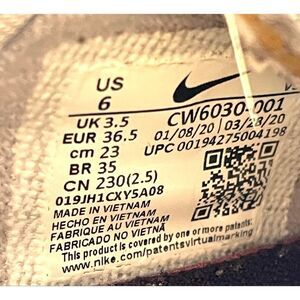 US
6
UK 3.5
EUR 36.5
cm 23
BR 35
CN 230(2.5)
019JH1CXY5A08
MADE IN VIETNAM
HECHO EN VIETNAM
FABRIQUÉ AU VIETNAM
FABRICADO NO VIETNÃ
This product is covered by one or more patents
www.nike.com/patentsvirtualmarking
CW6030-001
01/08/20 03/28/20
UPC 00194275004198